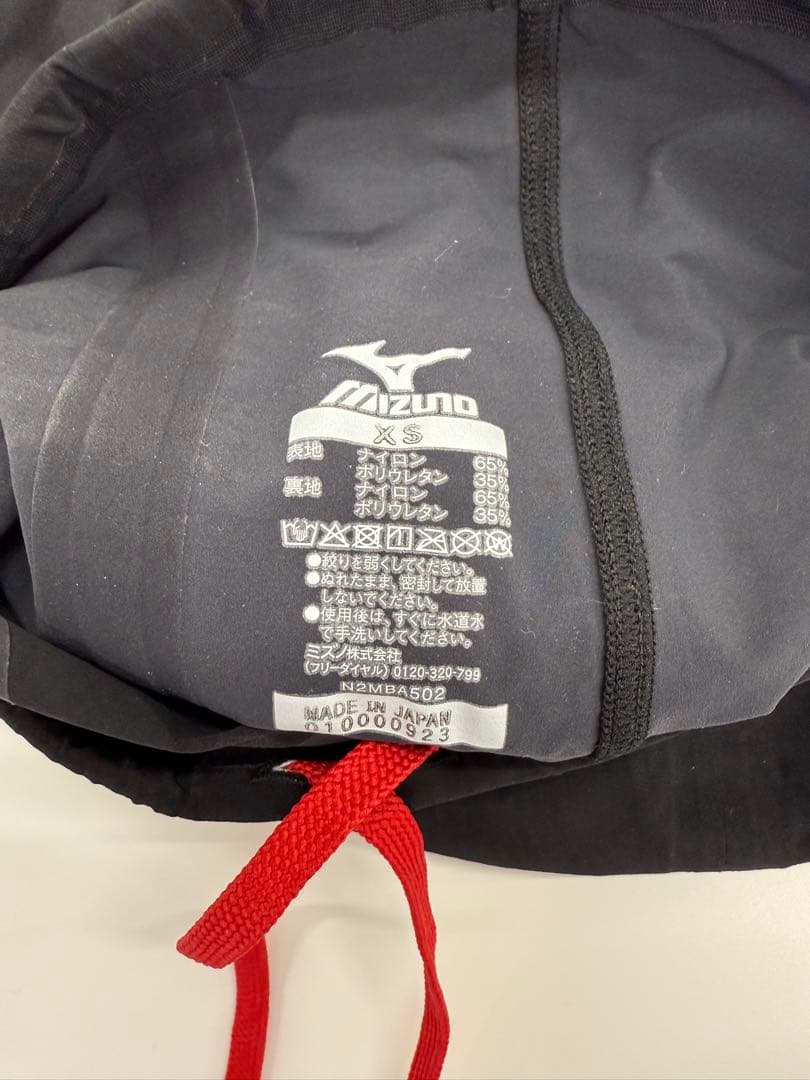 MIZUNO
XS
表地 ナイロン 65%
ポリウレタン 35%
裏地 ナイロン 65%
ポリウレタン 35%
●絞りを弱くしてください。
●ぬれたまま、密封して放置
しないでください。
●使用後は、すぐに水道水
で手洗いしてください。
ミズノ株式会社
(フリーダイヤル) 0120-320-799
N2MBA502
MADE IN JAPAN
010000923